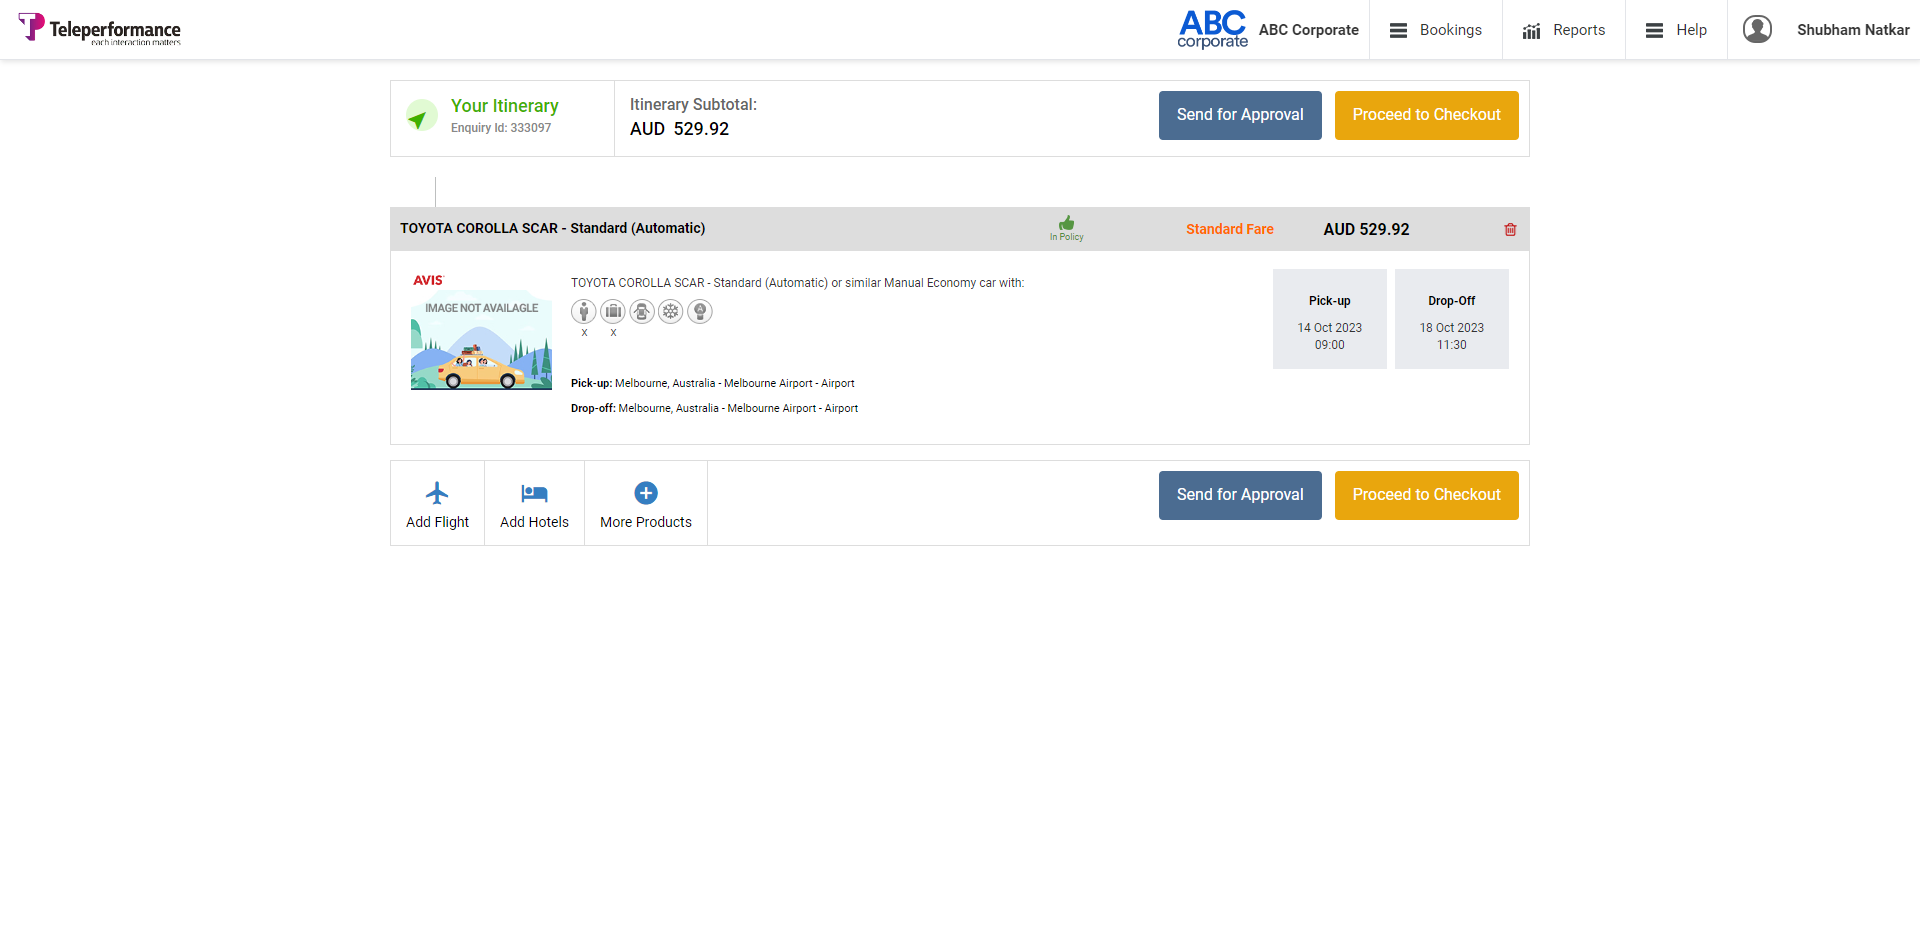 Teleperformance
each interaction matters
ABC
corporate
ABC Corporate
Bookings
Reports
Help
Shubham Natkar
Your Itinerary
Enquiry Id: 333097
Itinerary Subtotal:
AUD 529.92
Send for Approval
Proceed to Checkout
TOYOTA COROLLA SCAR - Standard (Automatic)
In Policy
Standard Fare
AUD 529.92
AVIS
IMAGE NOT AVAILAGLE
TOYOTA COROLLA SCAR - Standard (Automatic) or similar Manual Economy car with:
A
x x
Pick-up: Melbourne, Australia - Melbourne Airport - Airport
Drop-off: Melbourne, Australia - Melbourne Airport - Airport
Pick-up
14 Oct 2023
09:00
Drop-Off
18 Oct 2023
11:30
Add Flight
Add Hotels
More Products
Send for Approval
Proceed to Checkout